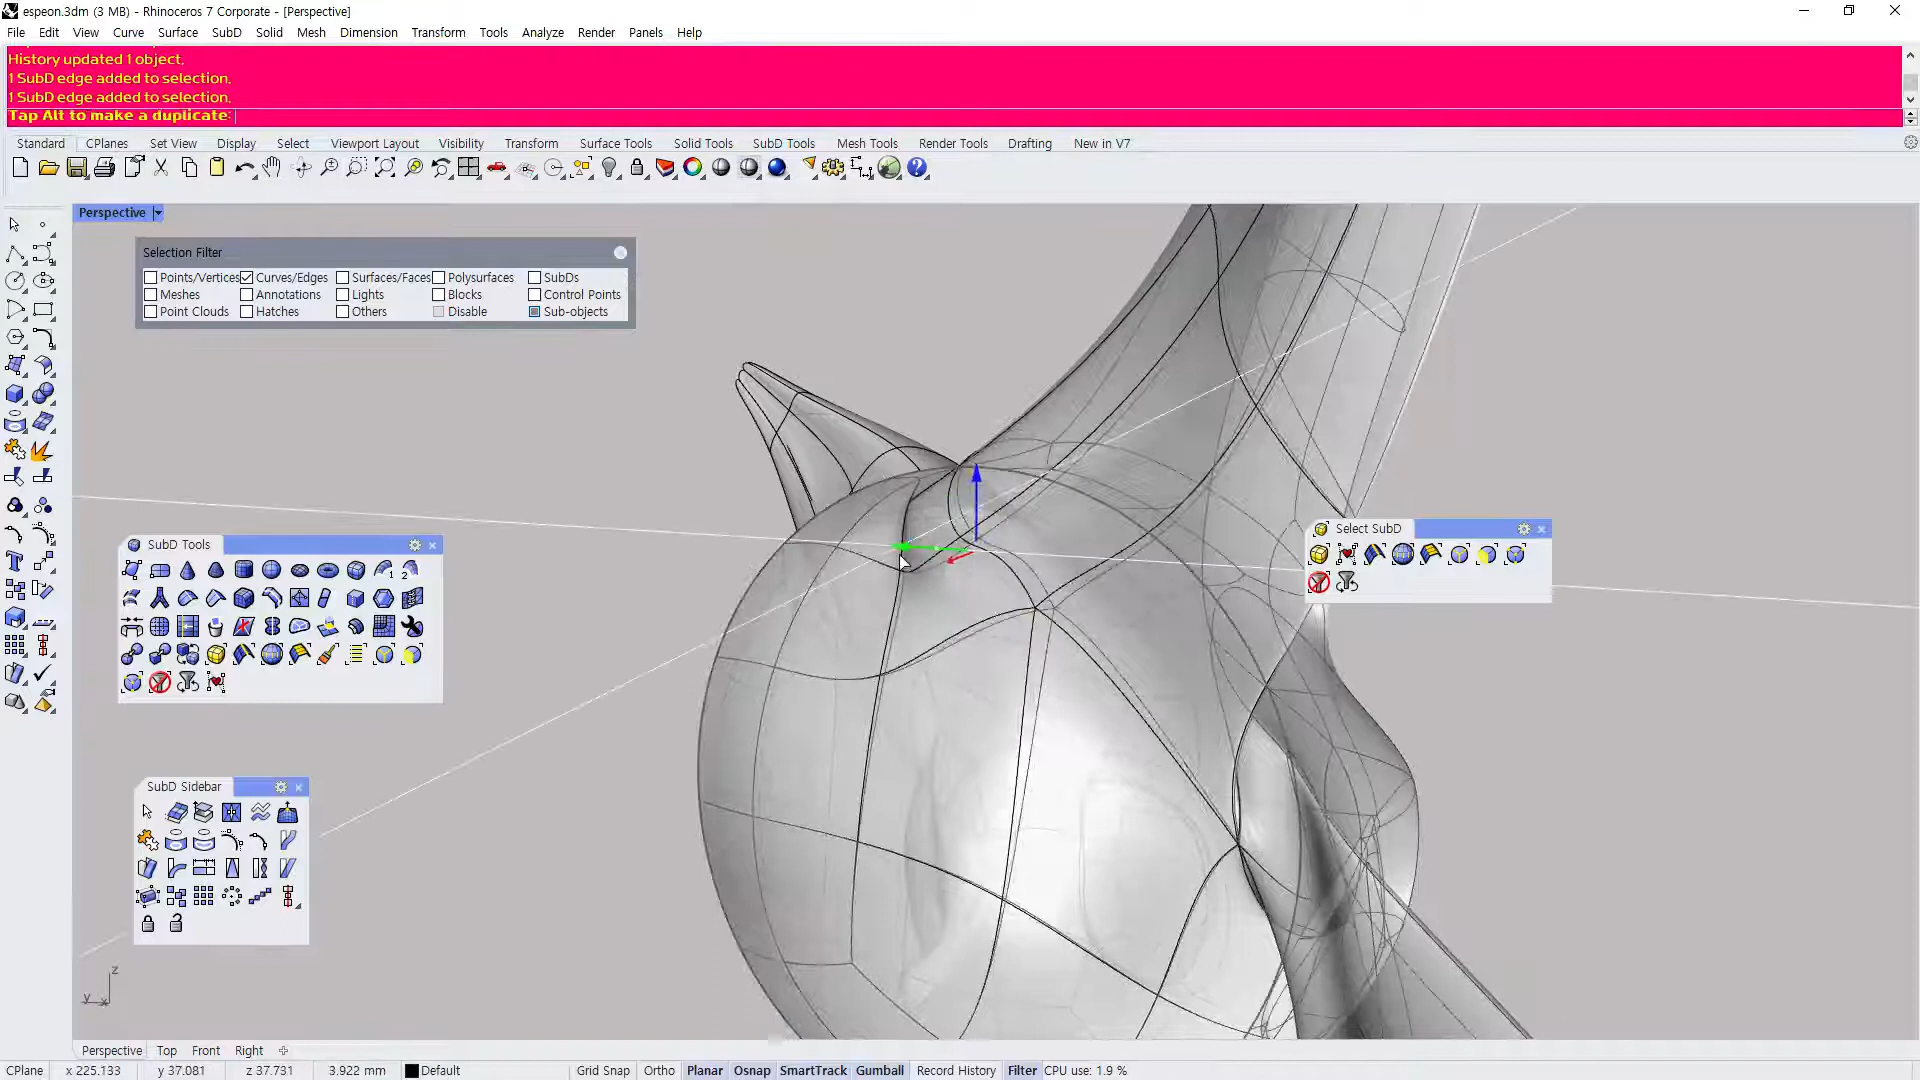 espeon.3dm (3 MB) - Rhinoceros 7 Corporate - [Perspective]
File Edit View Curve Surface SubD Solid Mesh Dimension Transform Tools Analyze Render Panels Help
History updated 1 object.
1 SubD edge added to selection.
1 SubD edge added to selection.
Tap Alt to make a duplicate:
Standard CPlanes Set View Display Select Viewport Layout Visibility Transform Surface Tools Solid Tools SubD Tools Mesh Tools Render Tools Drafting New in V7
Perspective
Selection Filter
Points/Vertices Curves/Edges Surfaces/Faces Polysurfaces SubDs
Meshes Annotations Lights Blocks Control Points
Point Clouds Hatches Others Disable Sub-objects
Select SubD
SubD Tools
1 2
SubD Sidebar
z
y x
Perspective Top Front Right
CPlane x 225.133 y 37.081 z 37.731 3.922 mm Default Grid Snap Ortho Planar Osnap SmartTrack Gumball Record History Filter CPU use: 1.9 %